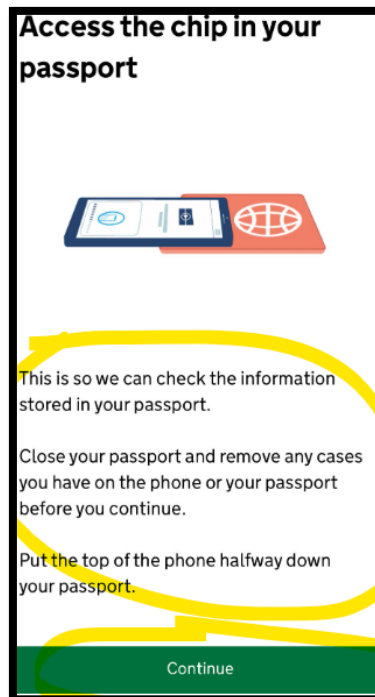 Access the chip in your
passport
This is so we can check the information
stored in your passport.
Close your passport and remove any cases
you have on the phone or your passport
before you continue.
Put the top of the phone halfway down
your passport.
Continue